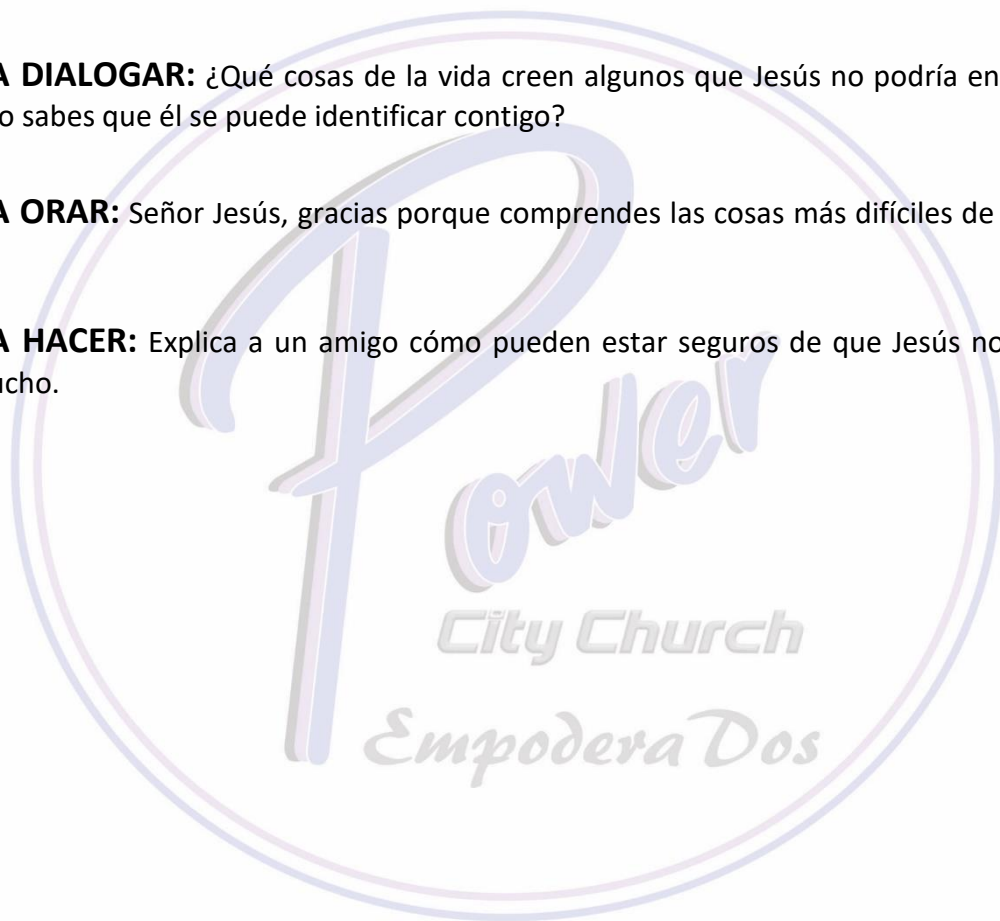 A DIALOGAR: ¿Qué cosas de la vida creen algunos que Jesús no podría en
o sabes que él se puede identificar contigo?
A ORAR: Señor Jesús, gracias porque comprendes las cosas más difíciles de
A HACER: Explica a un amigo cómo pueden estar seguros de que Jesús no
ucho.
Power
City Church
EmpoderaDos